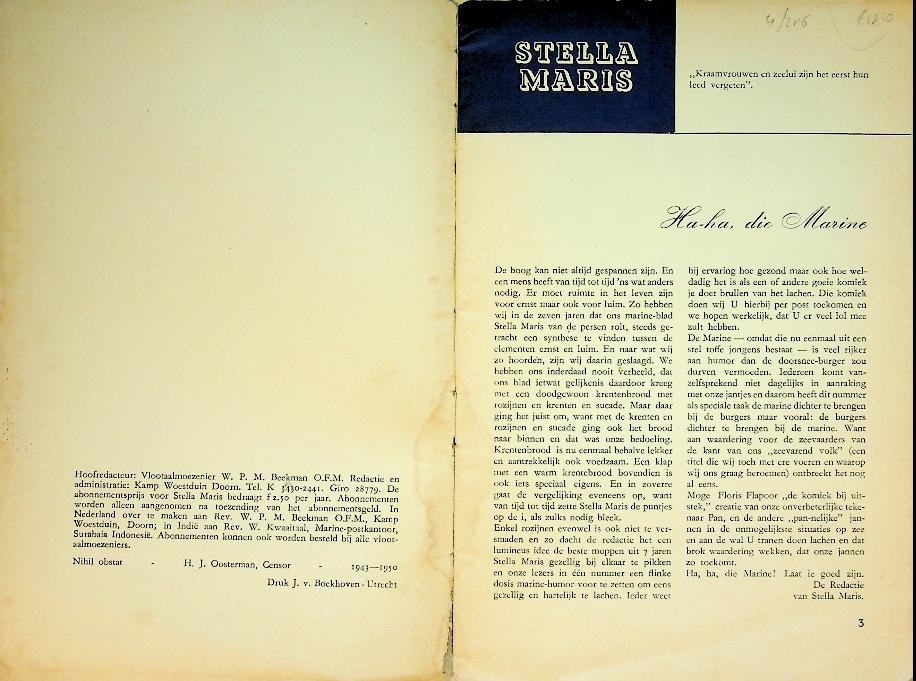 Hoofredacteur: Vlootaalmoezenier W. P. M. Beekman O.F.M. Redactie en
administratie: Kamp Woestduin Doorn. Tel. K 3430-2441. Giro 28779. De
abonnementsprijs voor Stella Maris bedraagt f 2.50 per jaar. Abonnementen
worden alleen aangenomen na toezending van het abonnementsgeld. In
Nederland over te maken aan Rev. W. P. M. Beekman O.F.M., Kamp
Woestduin, Doorn; in Indië aan Rev. W. Kwaaitaal, Marine-postkantoor,
Surabaia Indonesië. Abonnementen kunnen ook worden besteld bij alle vloot-
aalmoezeniers.
Nihil obstat - H. J. Oosterman, Censor - 1943—1950
Druk J. v. Boekhoven - Utrecht
STELLA
MARIS
„Kraamvrouwen en zeelui zijn het eerst hun
leed vergeten”.
Ha-ha, die Marine
De boog kan niet altijd gespannen zijn. En
een mens heeft van tijd tot tijd 'ns wat anders
nodig. Er moet ruimte in het leven zijn
voor ernst maar ook voor luim. Zo hebben
wij in de zeven jaren dat ons marine-blad
Stella Maris van de persen rolt, steeds ge-
tracht een synthese te vinden tussen de
elementen ernst en luim. En naar wat wij
zo hoorden, zijn wij daarin geslaagd. We
hebben ons inderdaad nooit verheeld, dat
ons blad ietwat gelijkenis daardoor kreeg
met een doodgewoon krentenbrood met
rozijnen en krenten en sucade. Maar daar
ging het juist om, want met de krenten en
rozijnen en sucade ging ook het brood
naar binnen en dat was onze bedoeling.
Krentenbrood is nu eenmaal behalve lekker
en aantrekkelijk ook voedzaam. Een klap
met een warm krentenbrood bovendien is
ook iets speciaal eigens. En in zoverre
gaat de vergelijking eveneens op, want
van tijd tot tijd zette Stella Maris de puntjes
op de i, als zulks nodig bleek.
Enkel rozijnen evenwel is ook niet te ver-
smaden en zo dacht de redactie het een
lumineus idee de beste moppen uit 7 jaren
Stella Maris gezellig bij elkaar te pikken
en onze lezers in één nummer een flinke
dosis marine-humor voor te zetten om eens
gezellig en hartelijk te lachen. Ieder weet
bij ervaring hoe gezond maar ook hoe wel-
dadig het is als een of andere goeie komiek
je doet brullen van het lachen. Die komiek
doen wij U hierbij per post toekomen en
we hopen werkelijk, dat U er veel lol mee
zult hebben.
De Marine — omdat die nu eenmaal uit een
stel toffe jongens bestaat — is veel rijker
aan humor dan de doorsnee-burger zou
durven vermoeden. Iedereen komt van-
zelfsprekend niet dagelijks in aanraking
met onze jantjes en daarom heeft dit nummer
als speciale taak de marine dichter te brengen
bij de burgers maar vooral: de burgers
dichter te brengen bij de marine. Want
aan waardering voor de zeevaarders van
de kant van ons „zeevarend volk” (een
titel die wij toch met ere voeren en waarop
wij ons graag beroemen) ontbreekt het nog
al eens.
Moge Floris Flapoor „de komiek bij uit-
stek,” creatie van onze onverbeterlijke teke-
naar Pan, en de andere „pan-nelijke” jan-
nen in de onmogelijkste situaties op zee
en aan de wal U tranen doen lachen en dat
brok waardering wekken, dat onze jannen
zo toekomt.
Ha, ha, die Marine! Laat ie goed zijn.
De Redactie
van Stella Maris.
3